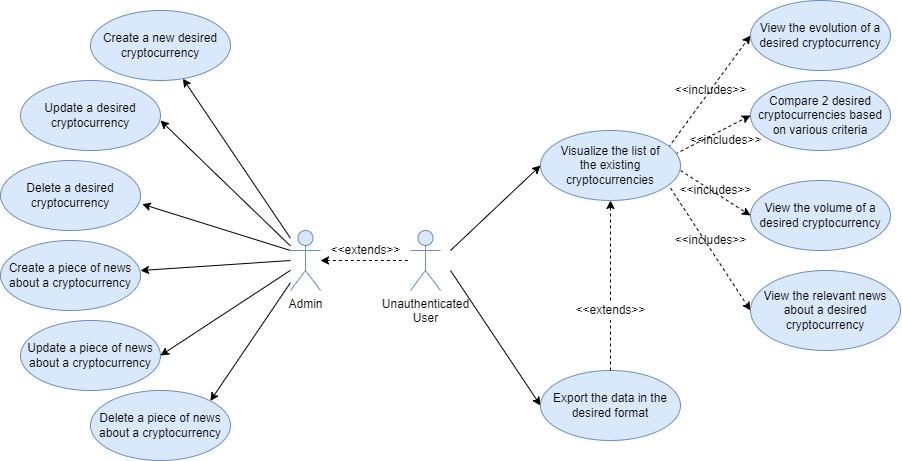 Create a new desired
cryptocurrency
Update a desired
cryptocurrency
Delete a desired
cryptocurrency
Create a piece of news
about a cryptocurrency
Update a piece of news
about a cryptocurrency
Delete a piece of news
about a cryptocurrency
Admin
<<extends>>
Unauthenticated
User
Visualize the list of
the existing
cryptocurrencies
<<extends>>
Export the data in the
desired format
<<includes>>
<<includes>>
<<includes>>
<<includes>>
View the evolution of a
desired cryptocurrency
Compare 2 desired
cryptocurrencies based
on various criteria
View the volume of a
desired cryptocurrency
View the relevant news
about a desired
cryptocurrency